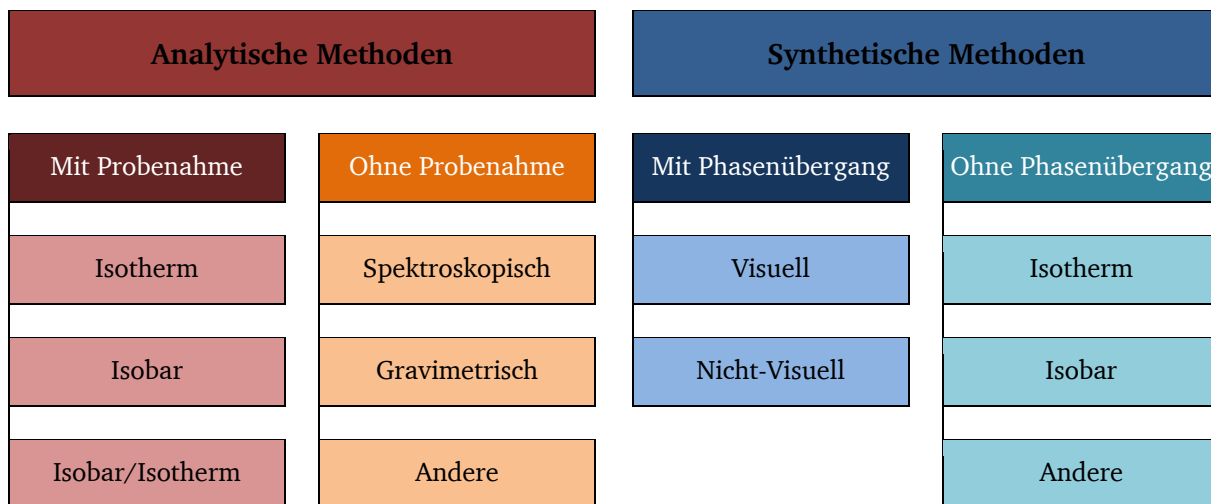 Analytische Methoden
Synthetische Methoden
Mit Probenahme
Ohne Probenahme
Mit Phasenübergang
Ohne Phasenübergang
Isotherm
Spektroskopisch
Visuell
Isotherm
Isobar
Gravimetrisch
Nicht-Visuell
Isobar
Isobar/Isotherm
Andere
Andere